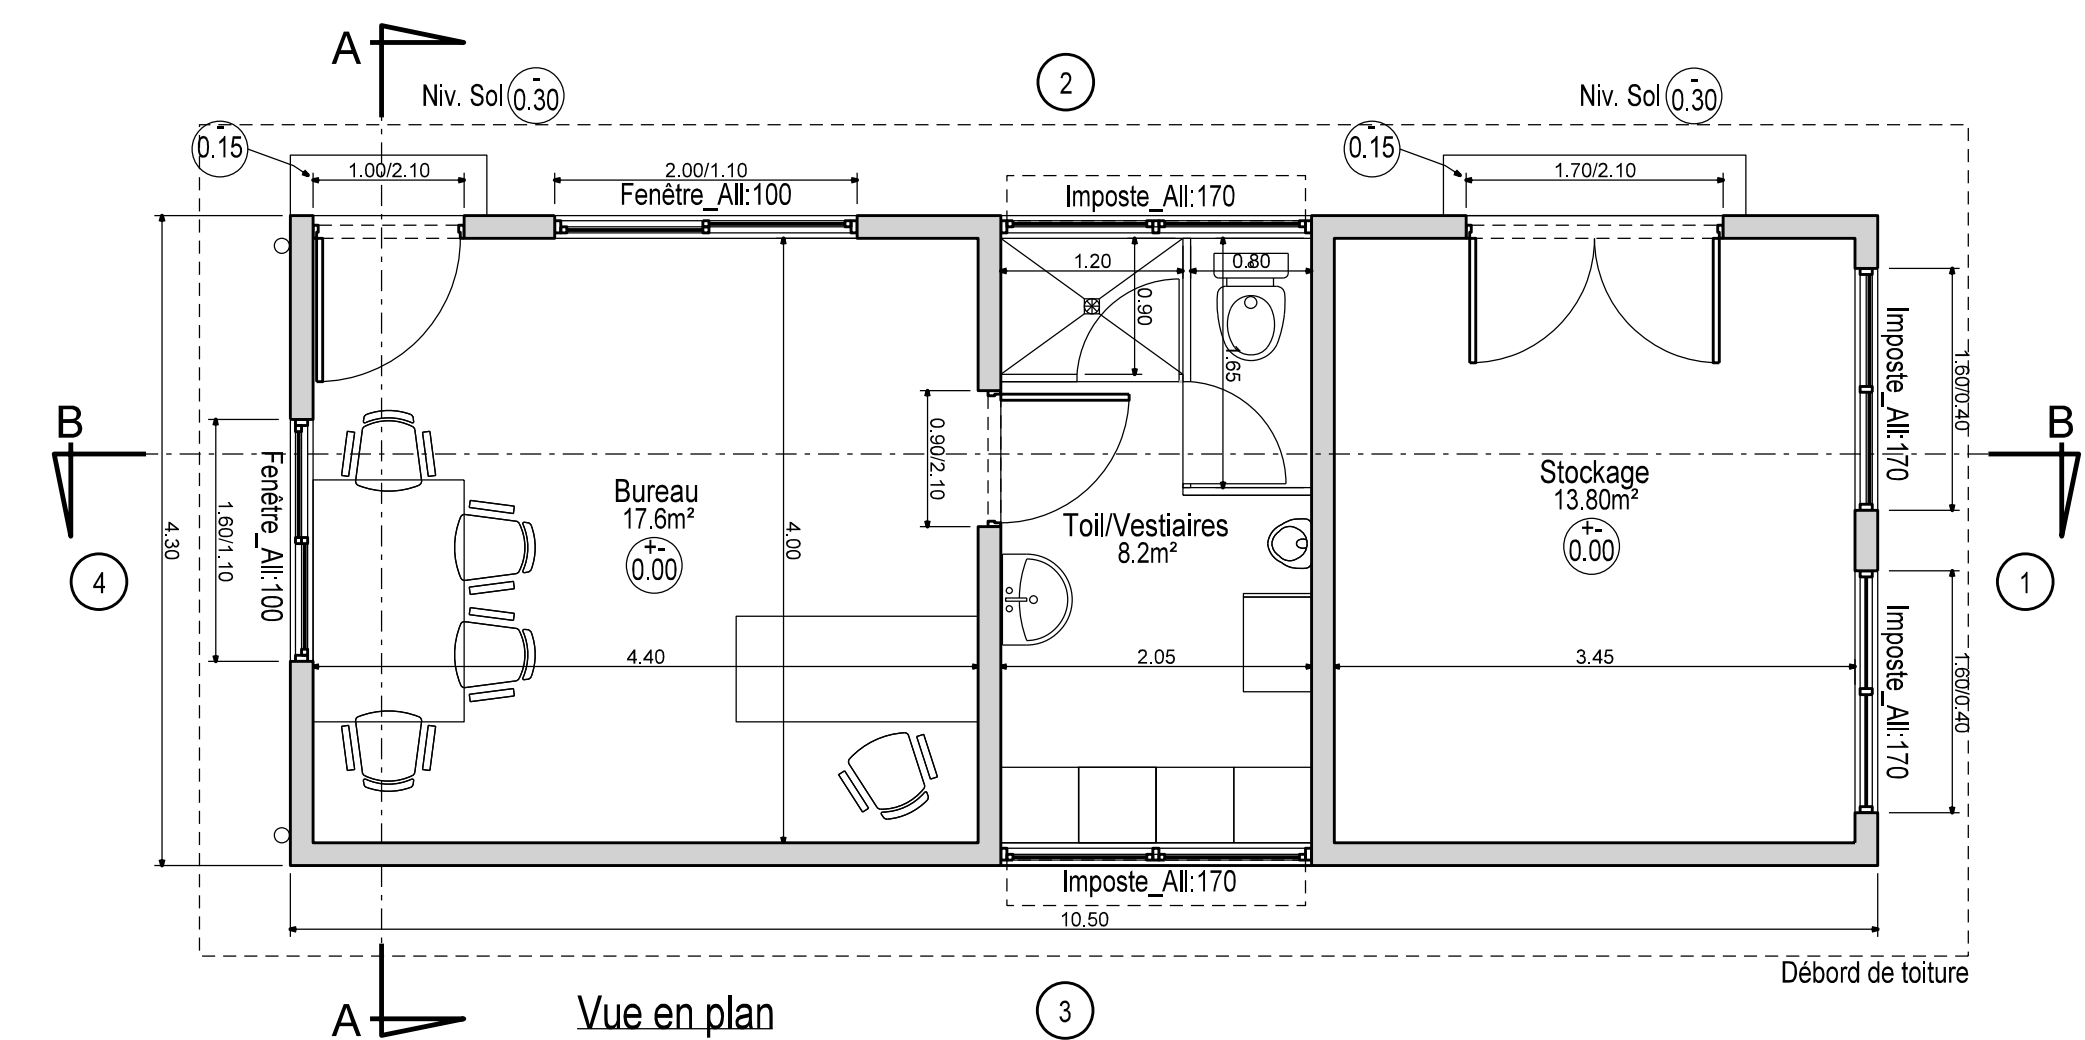 A
2
Niv. Sol
-
0.30
Niv. Sol
-
0.30
-
0.15
-
0.15
1.00/2.10
2.00/1.10
Fenêtre_All:100
Imposte_All:170
1.70/2.10
1.20
0.80
0.90
1.65
Imposte_All:170
1.60/0.40
B
B
0.90/2.10
Fenêtre_All:100
1.60/1.10
4.30
4.00
Bureau
17.6m²
+-
0.00
Toil/Vestiaires
8.2m²
Stockage
13.80m²
+-
0.00
4
1
4.40
2.05
3.45
Imposte_All:170
1.60/0.40
Imposte_All:170
10.50
Débord de toiture
A
Vue en plan
3